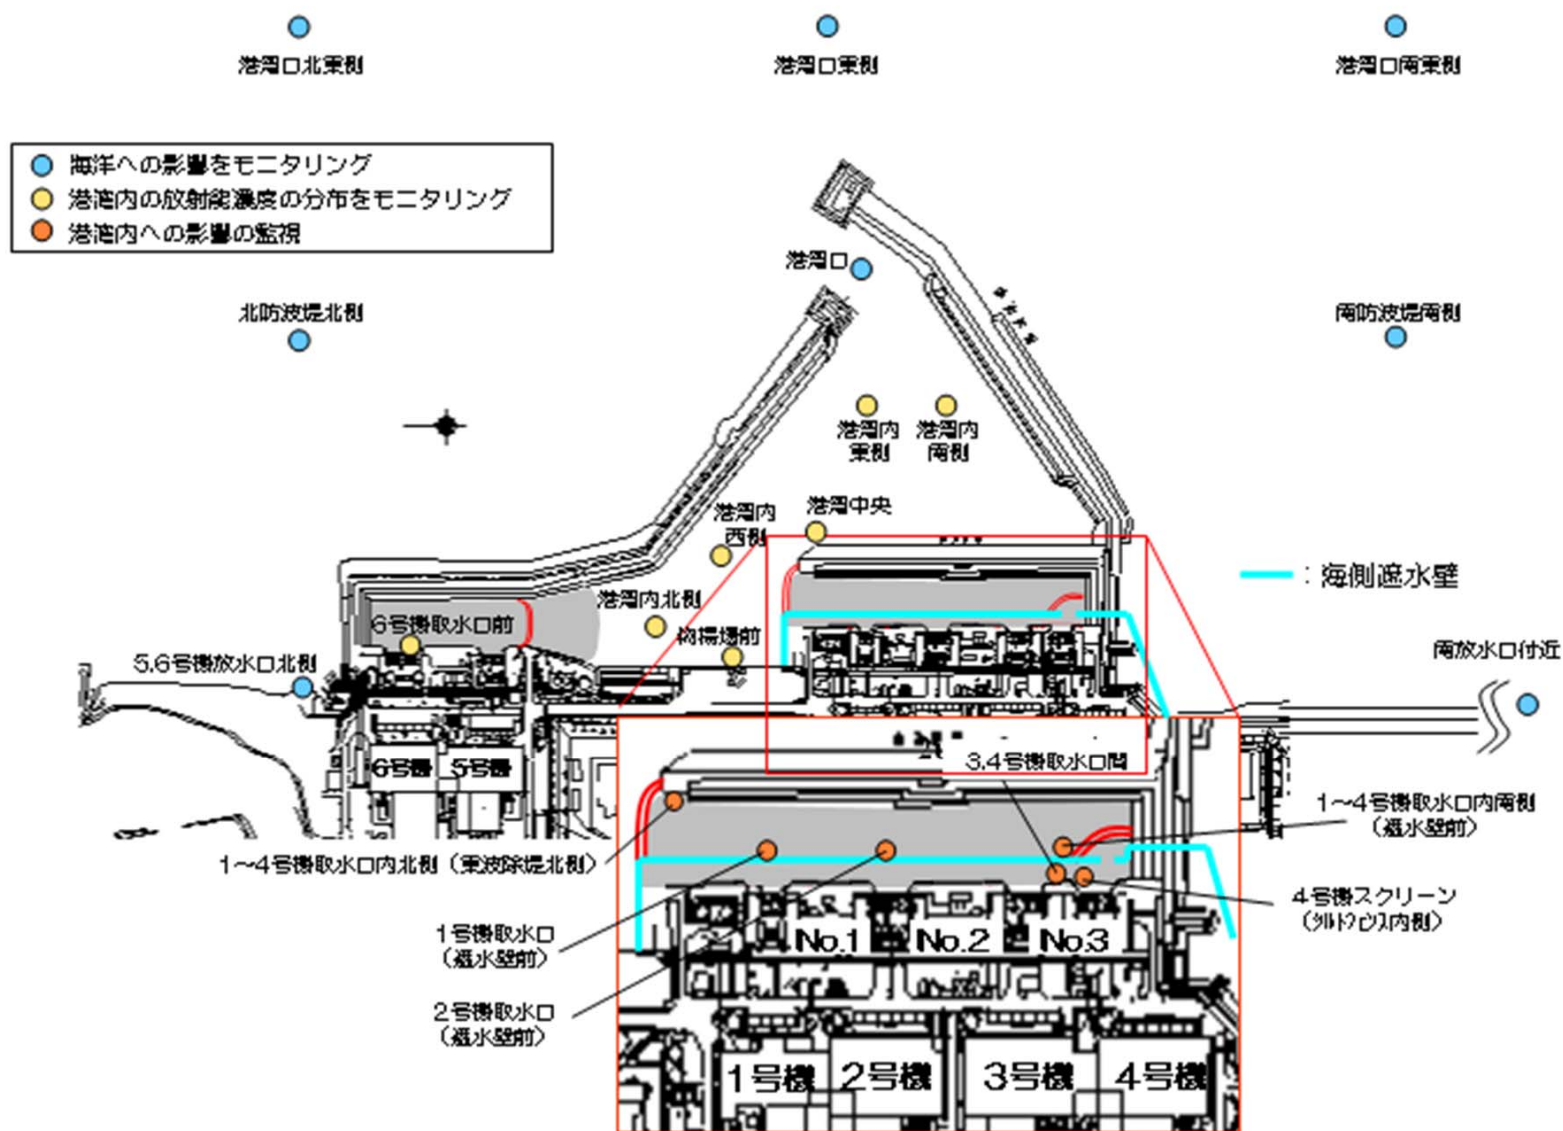 港湾口北東側
港湾口東側
港湾口南東側
海洋への影響をモニタリング
港湾内の放射能濃度の分布をモニタリング
港湾内への影響の監視
港湾口
北防波堤北側
南防波堤南側
港湾内
東側
港湾内
南側
港湾内
西側
港湾中央
:海側遮水壁
港湾内北側
6号機取水口前
物揚場前
5,6号機放水口北側
南放水口付近
6号機
5号機
3,4号機取水口間
1〜4号機取水口内南側
(遮水壁前)
1〜4号機取水口内北側(東波除堤北側)
4号機スクリーン
(シルトフェンス内側)
1号機取水口
(遮水壁前)
No.1
No.2
No.3
2号機取水口
(遮水壁前)
1号機
2号機
3号機
4号機